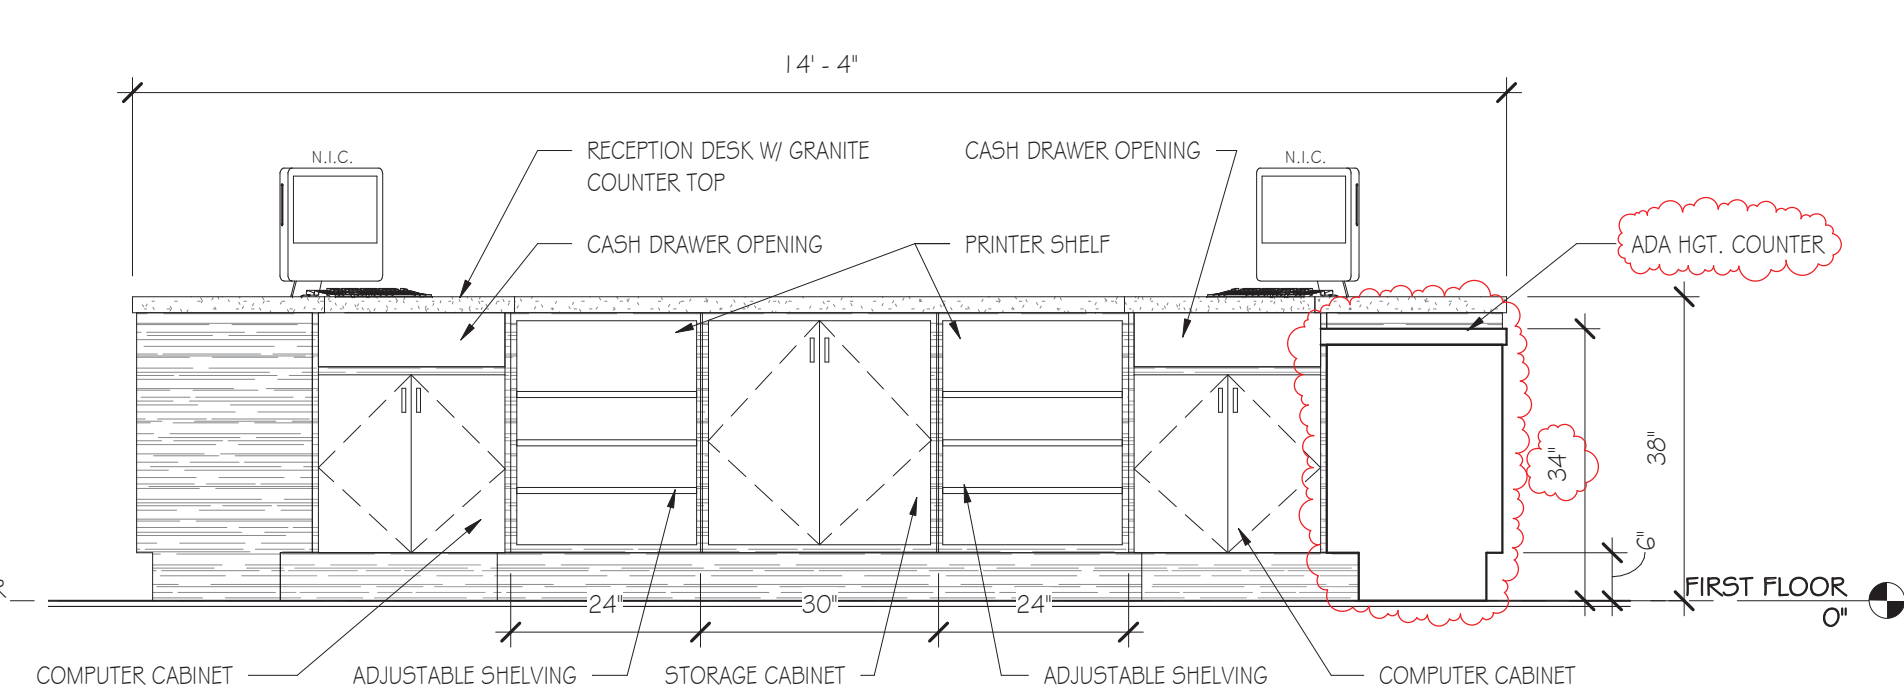 14' - 4"
N.I.C.
RECEPTION DESK W/ GRANITE
COUNTER TOP
CASH DRAWER OPENING
N.I.C.
CASH DRAWER OPENING
PRINTER SHELF
ADA HGT. COUNTER
34"
38"
6"
FIRST FLOOR
0"
24"
30"
24"
COMPUTER CABINET
ADJUSTABLE SHELVING
STORAGE CABINET
ADJUSTABLE SHELVING
COMPUTER CABINET